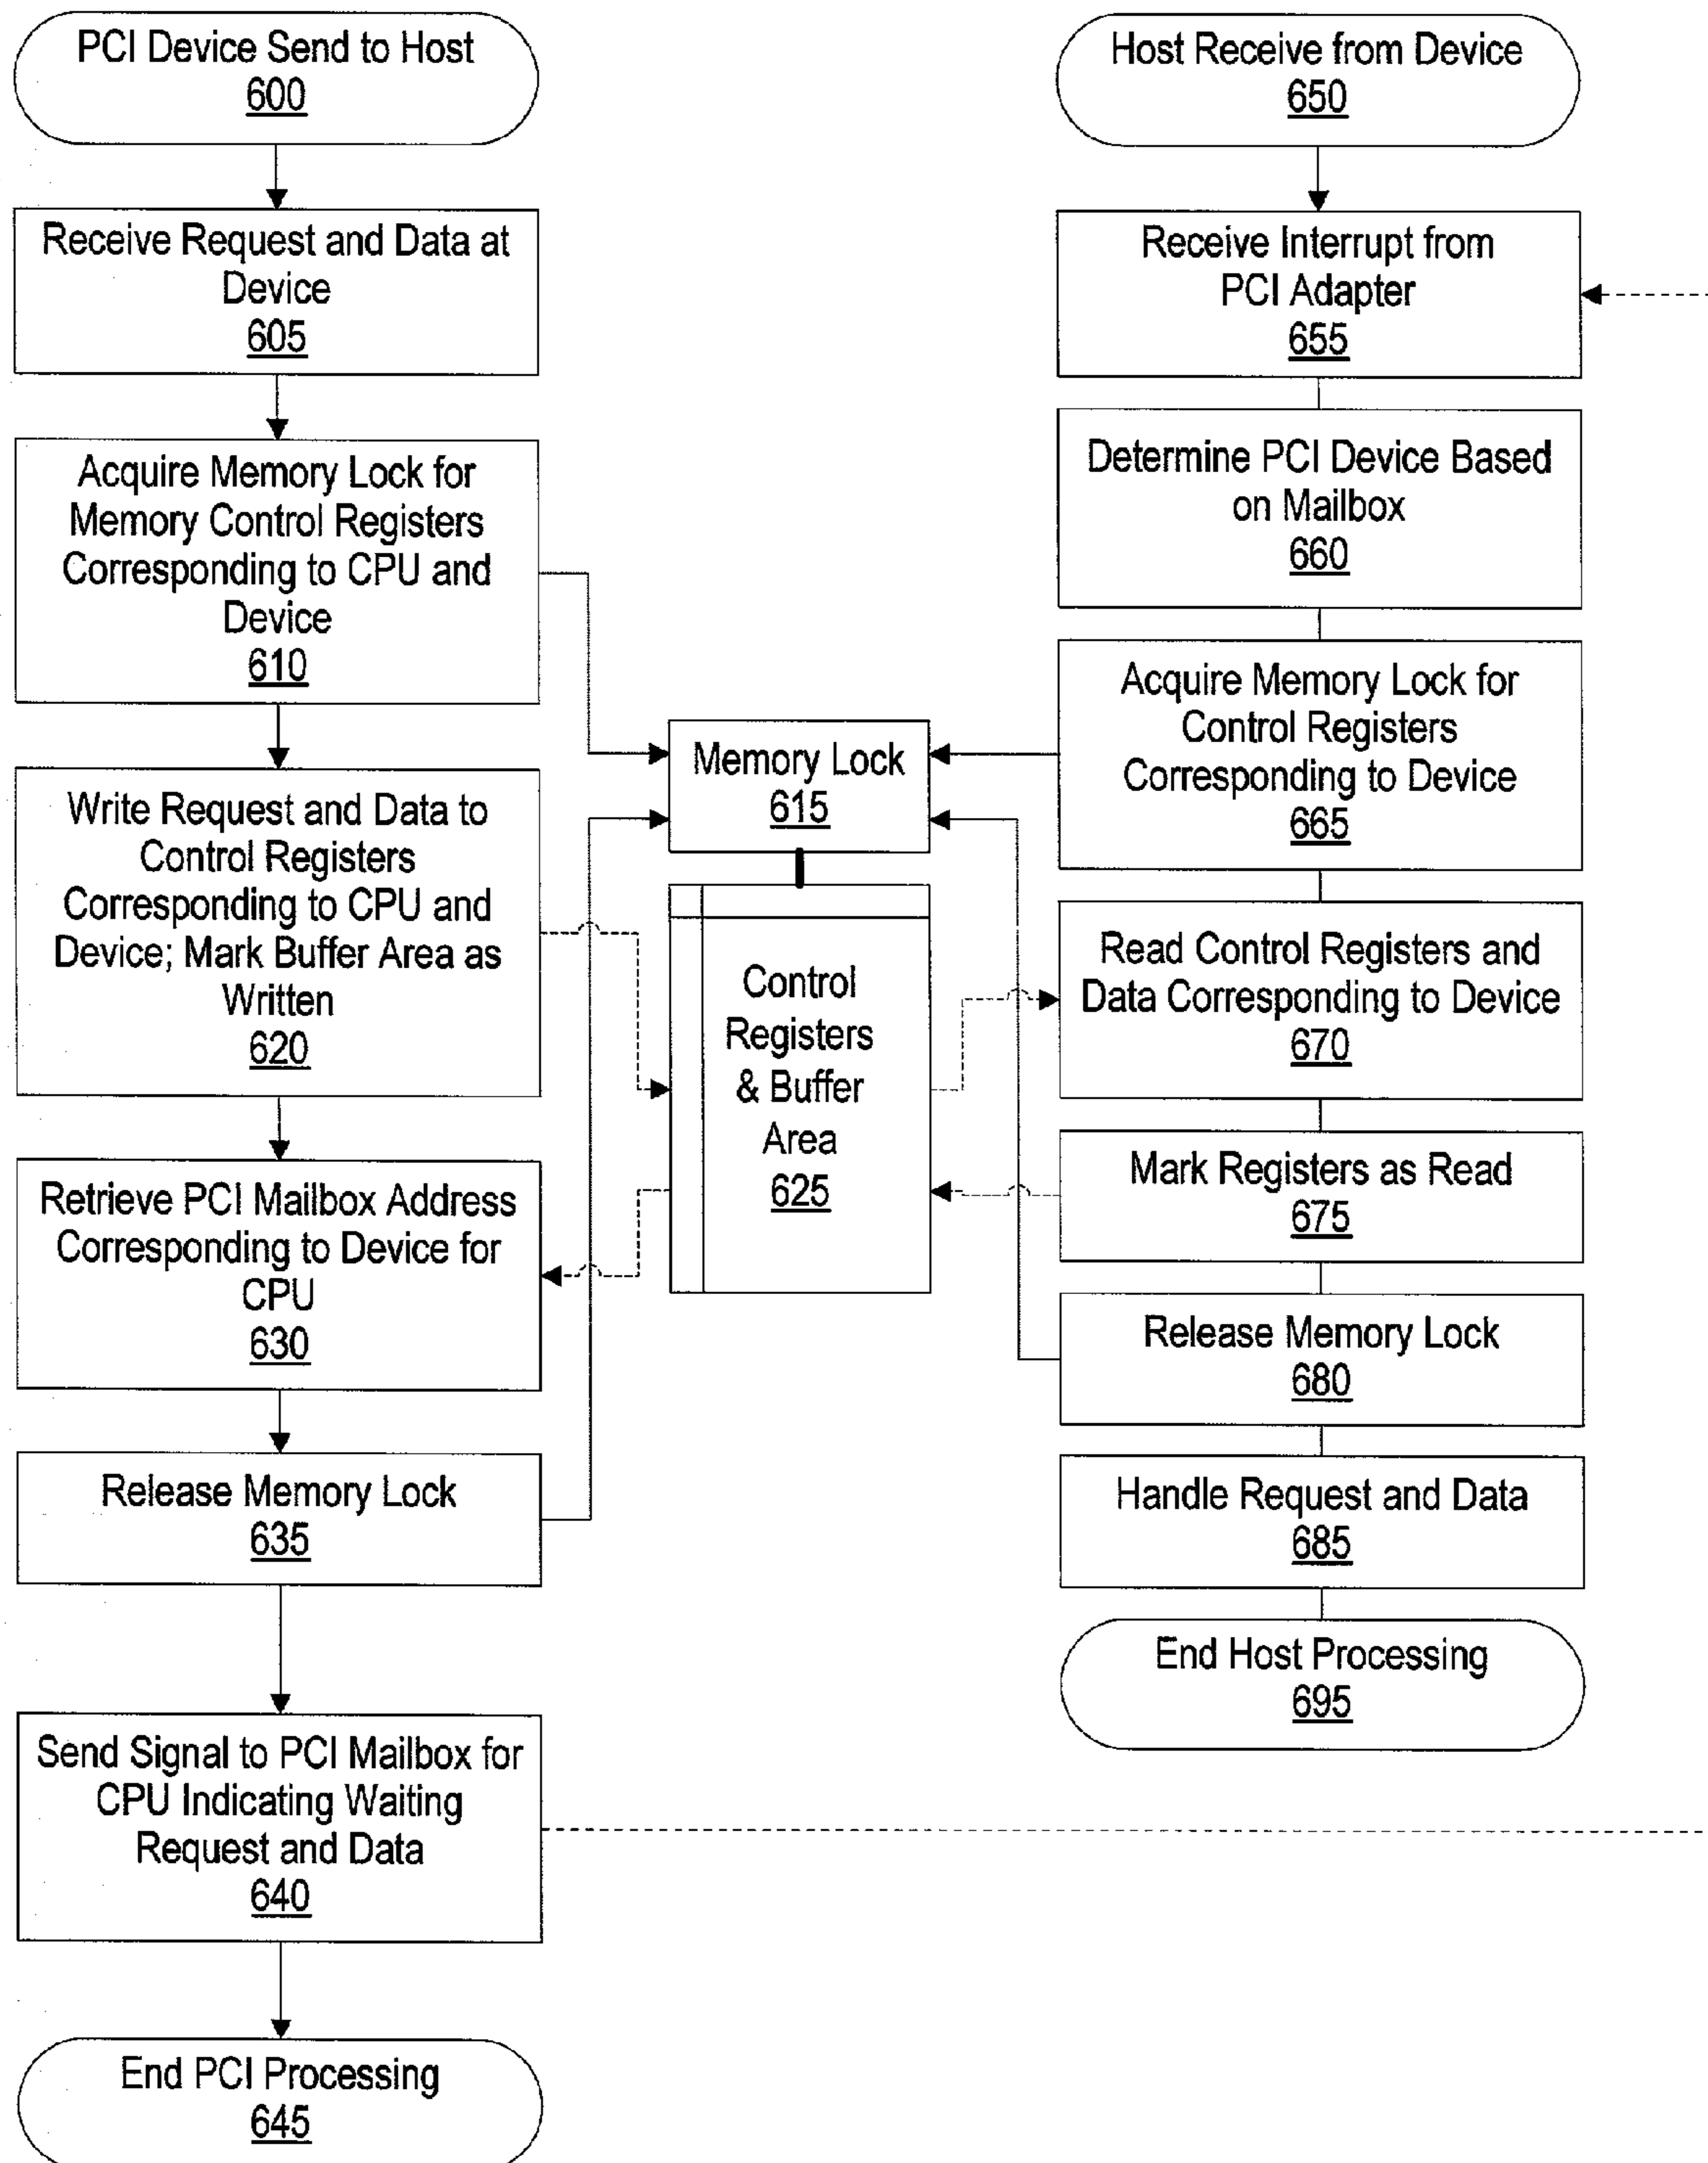 PCI Device Send to Host
600
Receive Request and Data at
Device
605
Acquire Memory Lock for
Memory Control Registers
Corresponding to CPU and
Device
610
Write Request and Data to
Control Registers
Corresponding to CPU and
Device; Mark Buffer Area as
Written
620
Retrieve PCI Mailbox Address
Corresponding to Device for
CPU
630
Release Memory Lock
635
Send Signal to PCI Mailbox for
CPU Indicating Waiting
Request and Data
640
End PCI Processing
645
Memory Lock
615
Control
Registers
& Buffer
Area
625
Host Receive from Device
650
Receive Interrupt from
PCI Adapter
655
Determine PCI Device Based
on Mailbox
660
Acquire Memory Lock for
Control Registers
Corresponding to Device
665
Read Control Registers and
Data Corresponding to Device
670
Mark Registers as Read
675
Release Memory Lock
680
Handle Request and Data
685
End Host Processing
695